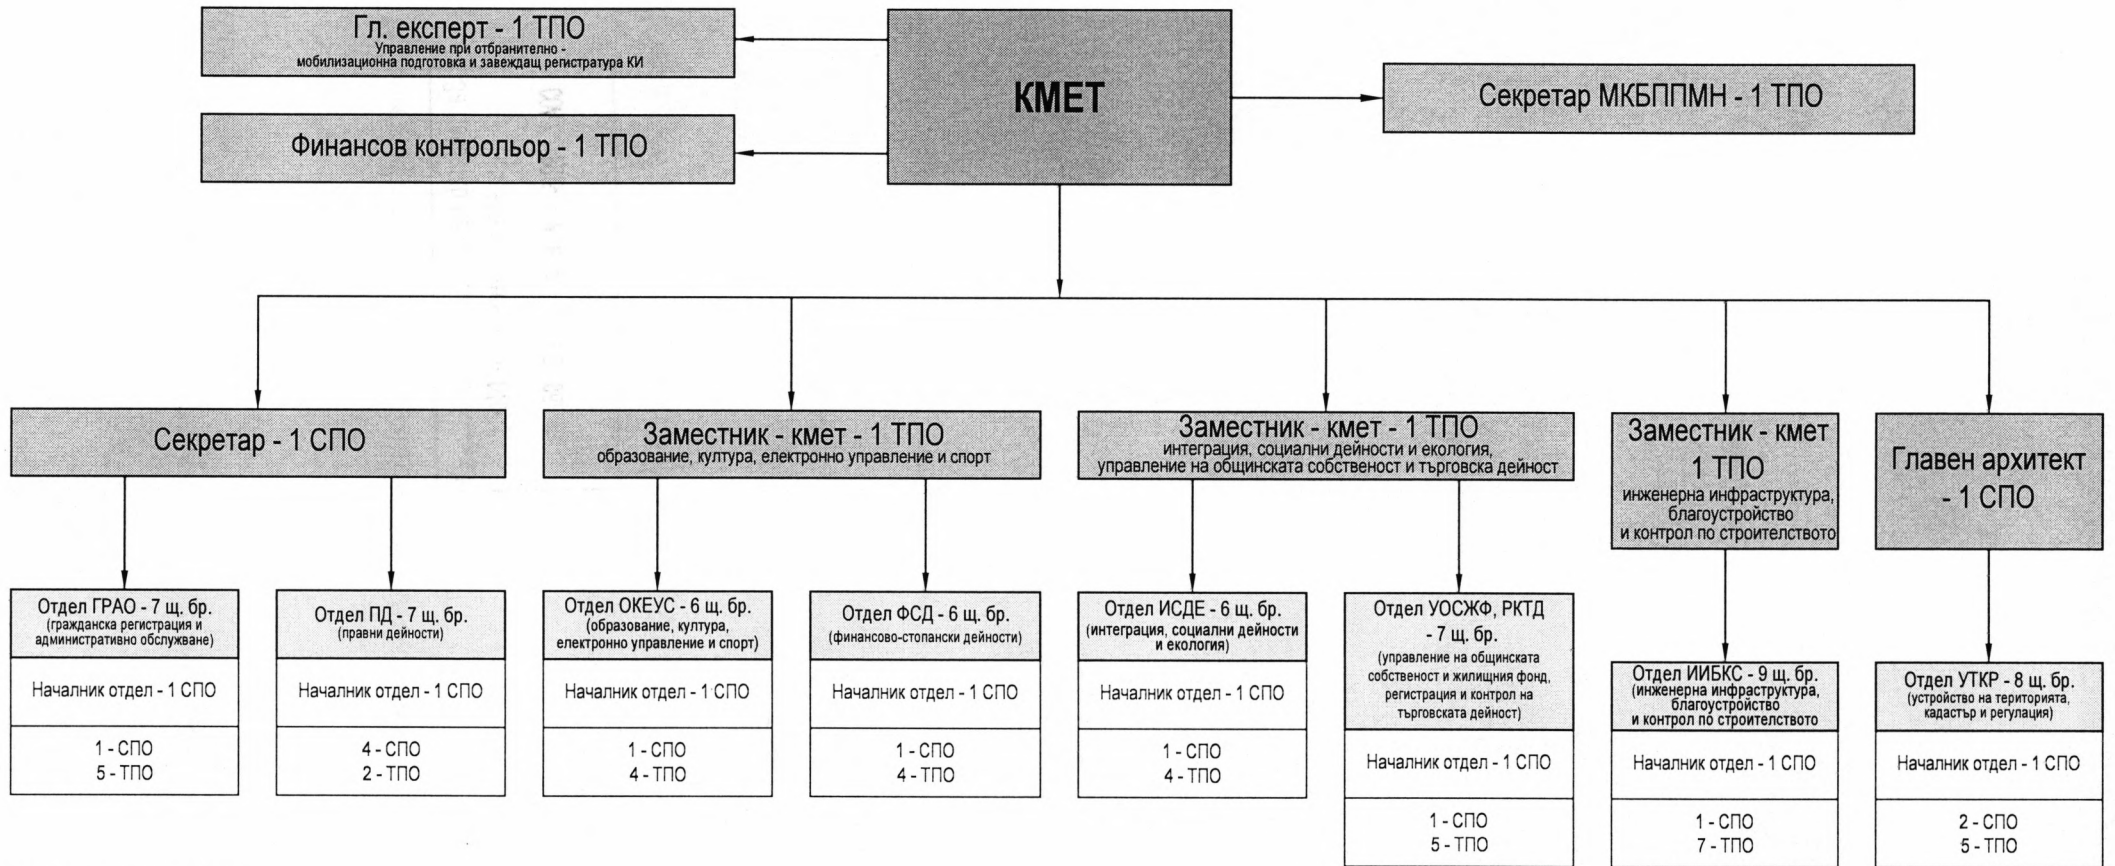 Гл. експерт - 1 ТПО
Управление при отбранително -
мобилизационна подготовка и завеждащ регистратура КИ
Финансов контрольор - 1 ТПО
КМЕТ
Секретар МКБППМН - 1 ТПО
Секретар - 1 СПО
Заместник - кмет - 1 ТПО
образование, култура, електронно управление и спорт
Заместник - кмет - 1 ТПО
интеграция, социални дейности и екология,
управление на общинската собственост и търговска дейност
Заместник - кмет
1 ТПО
инженерна инфраструктура,
благоустройство
и контрол по строителството
Главен архитект
- 1 СПО
Отдел ГРАО - 7 щ. бр.
(гражданска регистрация и
административно обслужване)
Началник отдел - 1 СПО
1 - СПО
5 - ТПО
Отдел ПД - 7 щ. бр.
(правни дейности)
Началник отдел - 1 СПО
4 - СПО
2 - ТПО
Отдел ОКЕУС - 6 щ. бр.
(образование, култура,
електронно управление и спорт)
Началник отдел - 1 СПО
1 - СПО
4 - ТПО
Отдел ФСД - 6 щ. бр.
(финансово-стопански дейности)
Началник отдел - 1 СПО
1 - СПО
4 - ТПО
Отдел ИСДЕ - 6 щ. бр.
(интеграция, социални дейности
и екология)
Началник отдел - 1 СПО
1 - СПО
4 - ТПО
Отдел УОСЖФ, РКТД
- 7 щ. бр.
(управление на общинската
собственост и жилищния фонд,
регистрация и контрол на
търговската дейност)
Началник отдел - 1 СПО
1 - СПО
5 - ТПО
Отдел ИИБКС - 9 щ. бр.
(инженерна инфраструктура,
благоустройство
и контрол по строителството
Началник отдел - 1 СПО
1 - СПО
7 - ТПО
Отдел УТКР - 8 щ. бр.
(устройство на територията,
кадастър и регулация)
Началник отдел - 1 СПО
2 - СПО
5 - ТПО